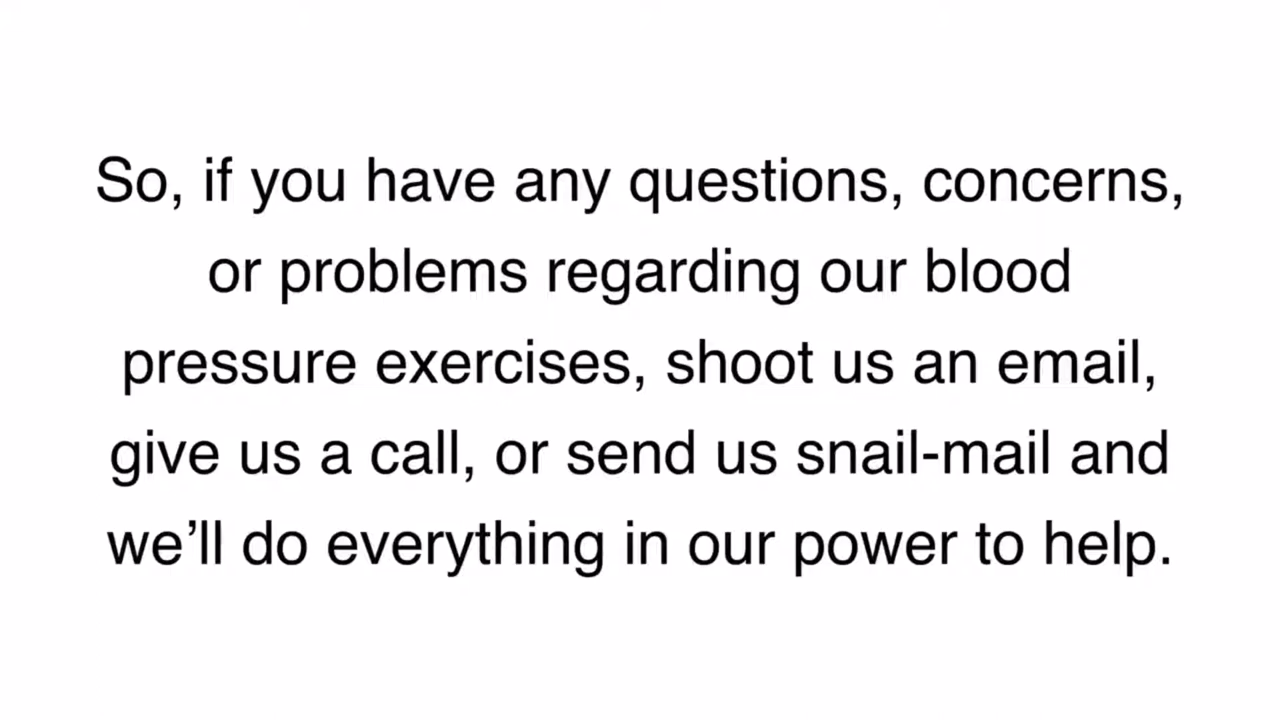 So, if you have any questions, concerns,
or problems regarding our blood
pressure exercises, shoot us an email,
give us a call, or send us snail-mail and
we’ll do everything in our power to help.